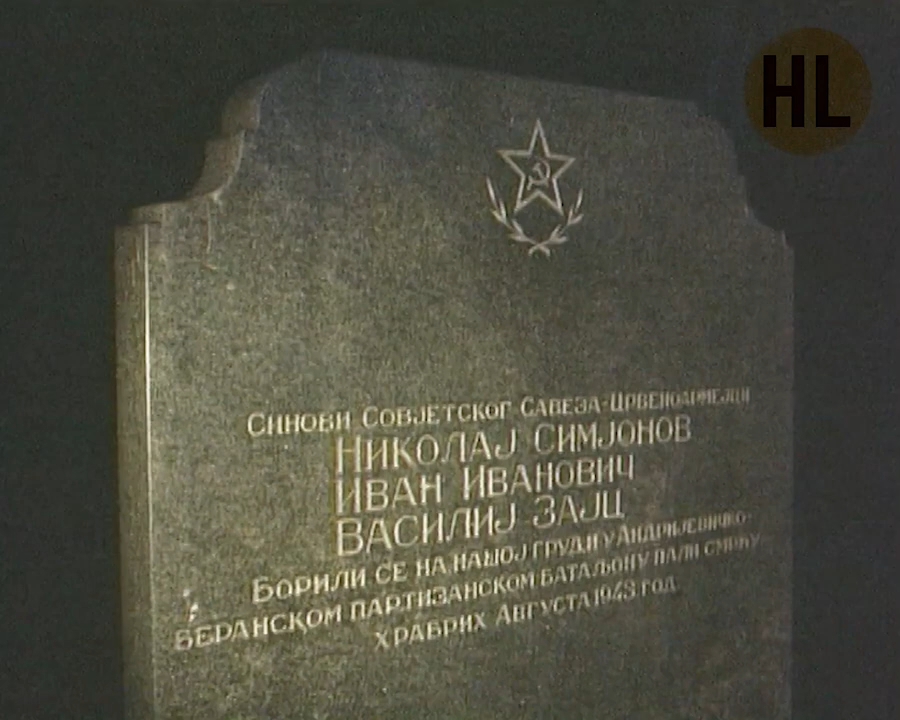 HL
Синови Совјетског Савеза-Црвеноармејци
Николај Симјонов
Иван Иванович
Василиј Зајц
Борили се на нашој груди у Андријевичко-
Беранском партизанском батаљону пали смрћу
храбрих Августа 1943 год.